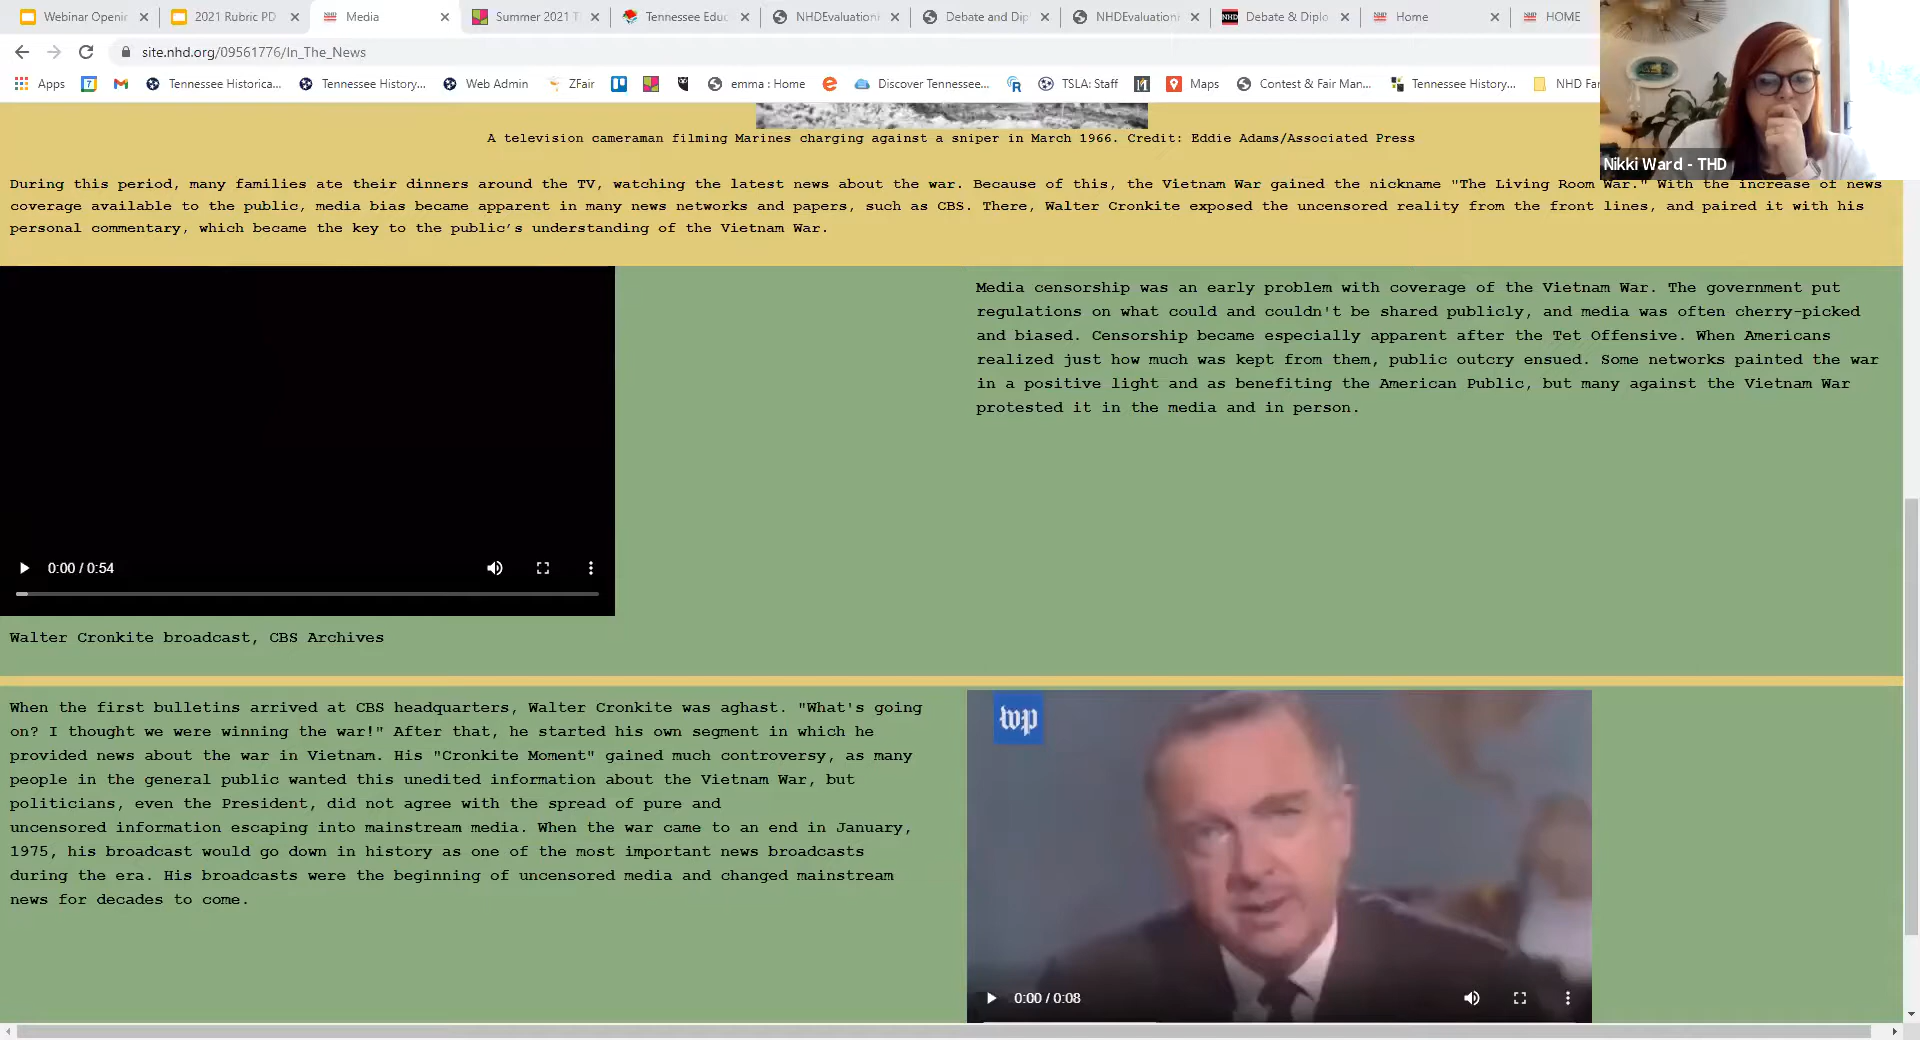 Webinar Openi
2021 Rubric PD
Media
Summer 2021 T
Tennessee Educ
NHDEvaluationF
Debate and Dip
NHDEvaluationF
NHD Debate & Diplo
Home
HOME
site.nhd.org/09561776/In_The_News
Apps
Tennessee Historica...
Tennessee History...
Web Admin
ZFair
emma : Home
Discover Tennessee...
TSLA: Staff
Maps
Contest & Fair Man...
Tennessee History...
NHD Fan
Nikki Ward - THD
A television cameraman filming Marines charging against a sniper in March 1966. Credit: Eddie Adams/Associated Press
During this period, many families ate their dinners around the TV, watching the latest news about the war. Because of this, the Vietnam War gained the nickname "The Living Room War." With the increase of news
coverage available to the public, media bias became apparent in many news networks and papers, such as CBS. There, Walter Cronkite exposed the uncensored reality from the front lines, and paired it with his
personal commentary, which became the key to the public's understanding of the Vietnam War.
Media censorship was an early problem with coverage of the Vietnam War. The government put
regulations on what could and couldn't be shared publicly, and media was often cherry-picked
and biased. Censorship became especially apparent after the Tet Offensive. When Americans
realized just how much was kept from them, public outcry ensued. Some networks painted the war
in a positive light and as benefiting the American Public, but many against the Vietnam War
protested it in the media and in person.
0:00 / 0:54
Walter Cronkite broadcast, CBS Archives
When the first bulletins arrived at CBS headquarters, Walter Cronkite was aghast. "What's going
on? I thought we were winning the war!" After that, he started his own segment in which he
provided news about the war in Vietnam. His "Cronkite Moment" gained much controversy, as many
people in the general public wanted this unedited information about the Vietnam War, but
politicians, even the President, did not agree with the spread of pure and
uncensored information escaping into mainstream media. When the war came to an end in January,
1975, his broadcast would go down in history as one of the most important news broadcasts
during the era. His broadcasts were the beginning of uncensored media and changed mainstream
news for decades to come.
wp
0:00 / 0:08